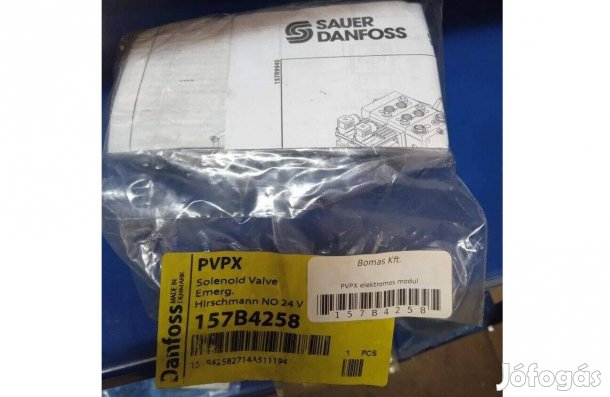 SAUER
DANFOSS
157R9940
PVPX
Solenoid Valve
Emerg.
Hirschmann NO 24 V
157B4258
1 PCS
Danfoss
MADE IN
DENMARK
Bomas Kft.
PVPX elektromos modul
157B4258
Jófogás